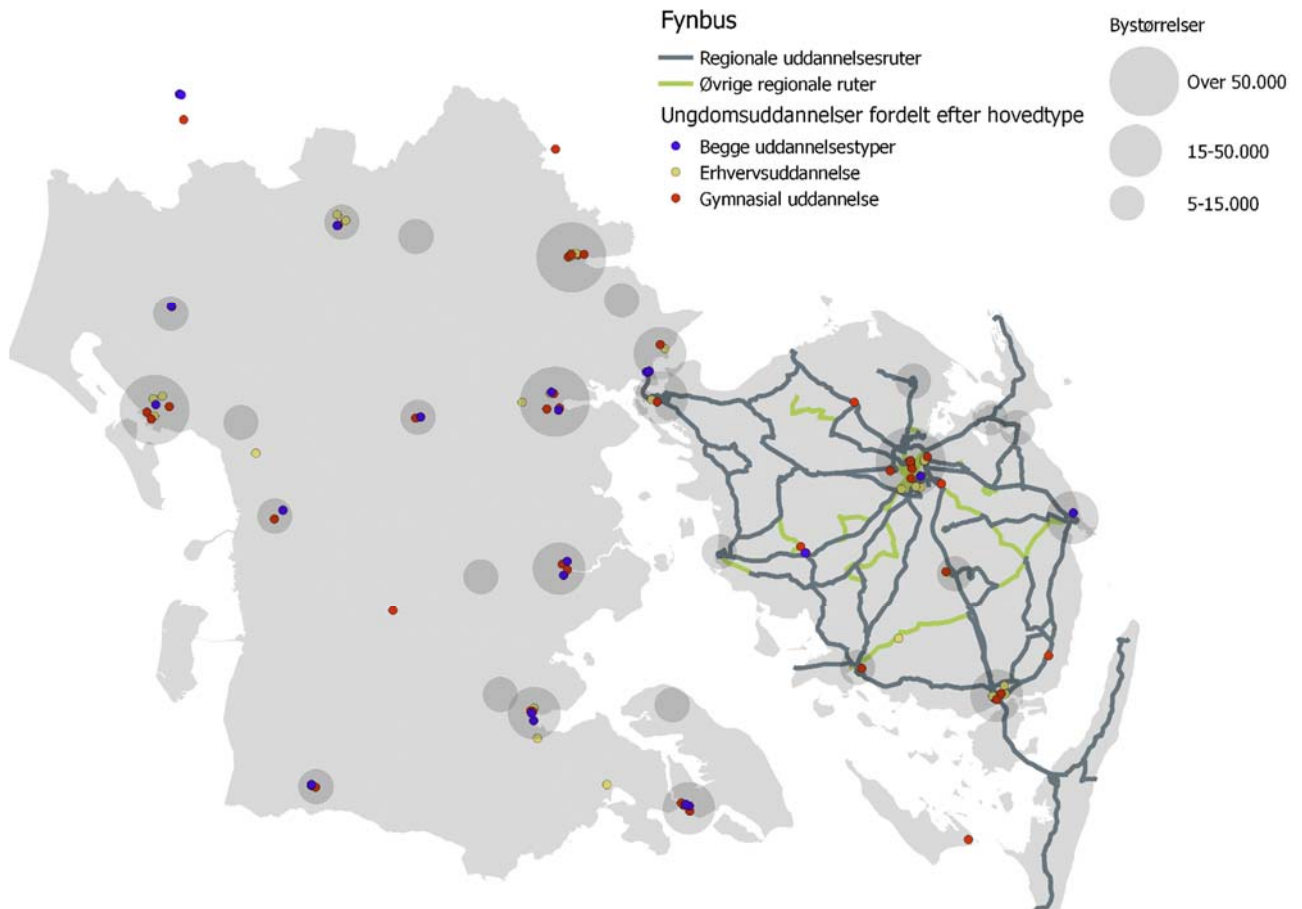 Fynbus
Regionale uddannelsesruter
Øvrige regionale ruter
Ungdomsuddannelser fordelt efter hovedtype
Begge uddannelsestyper
Erhvervsuddannelse
Gymnasial uddannelse
Bystørrelser
Over 50.000
15-50.000
5-15.000